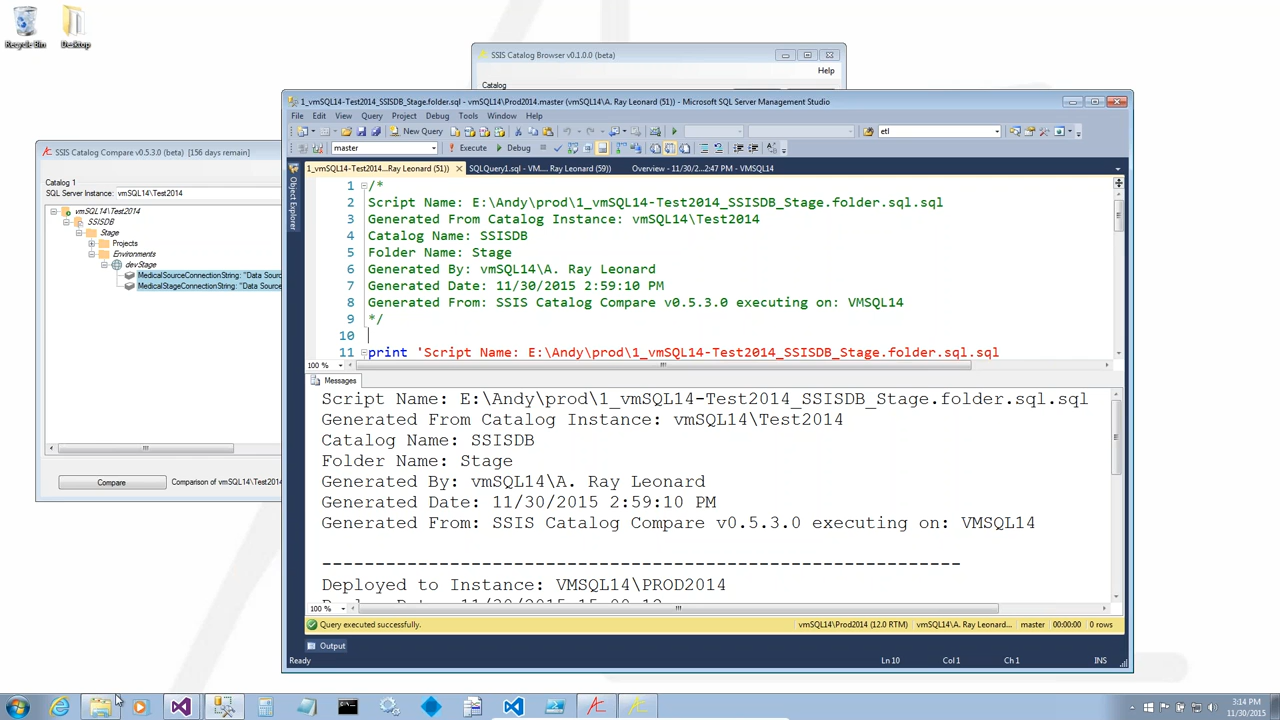 Recycle Bin
Desktop
SSIS Catalog Browser v0.1.0.0 (beta)
Help
Catalog
1_vmSQL14-Test2014_SSISDB_Stage.folder.sql - vmSQL14\Prod2014.master (vmSQL14\A. Ray Leonard (51)) - Microsoft SQL Server Management Studio
File Edit View Query Project Debug Tools Window Help
New Query
etl
master
Execute
Debug
1_vmSQL14-Test2014...Ray Leonard (51))
SQLQuery1.sql - VM.... Ray Leonard (59))
Overview - 11/30/2...2:47 PM - VMSQL14
Object Explorer
1 /*
2 Script Name: E:\Andy\prod\1_vmSQL14-Test2014_SSISDB_Stage.folder.sql.sql
3 Generated From Catalog Instance: vmSQL14\Test2014
4 Catalog Name: SSISDB
5 Folder Name: Stage
6 Generated By: vmSQL14\A. Ray Leonard
7 Generated Date: 11/30/2015 2:59:10 PM
8 Generated From: SSIS Catalog Compare v0.5.3.0 executing on: VMSQL14
9 */
10
11 print 'Script Name: E:\Andy\prod\1_vmSQL14-Test2014_SSISDB_Stage.folder.sql.sql
100 %
Messages
Script Name: E:\Andy\prod\1_vmSQL14-Test2014_SSISDB_Stage.folder.sql.sql
Generated From Catalog Instance: vmSQL14\Test2014
Catalog Name: SSISDB
Folder Name: Stage
Generated By: vmSQL14\A. Ray Leonard
Generated Date: 11/30/2015 2:59:10 PM
Generated From: SSIS Catalog Compare v0.5.3.0 executing on: VMSQL14
------------------------------------------------------------
Deployed to Instance: VMSQL14\PROD2014
100 %
Query executed successfully.
vmSQL14\Prod2014 (12.0 RTM)
vmSQL14\A. Ray Leonard...
master
00:00:00
0 rows
Output
Ready
Ln 10
Col 1
Ch 1
INS
SSIS Catalog Compare v0.5.3.0 (beta) [156 days remain]
Catalog 1
SQL Server Instance: vmSQL14\Test2014
vmSQL14\Test2014
SSISDB
Stage
Projects
Environments
devStage
MedicalSourceConnectionString: "Data Sourc
MedicalStageConnectionString: "Data Source
Compare
Comparison of vmSQL14\Test201
3:14 PM
11/30/2015